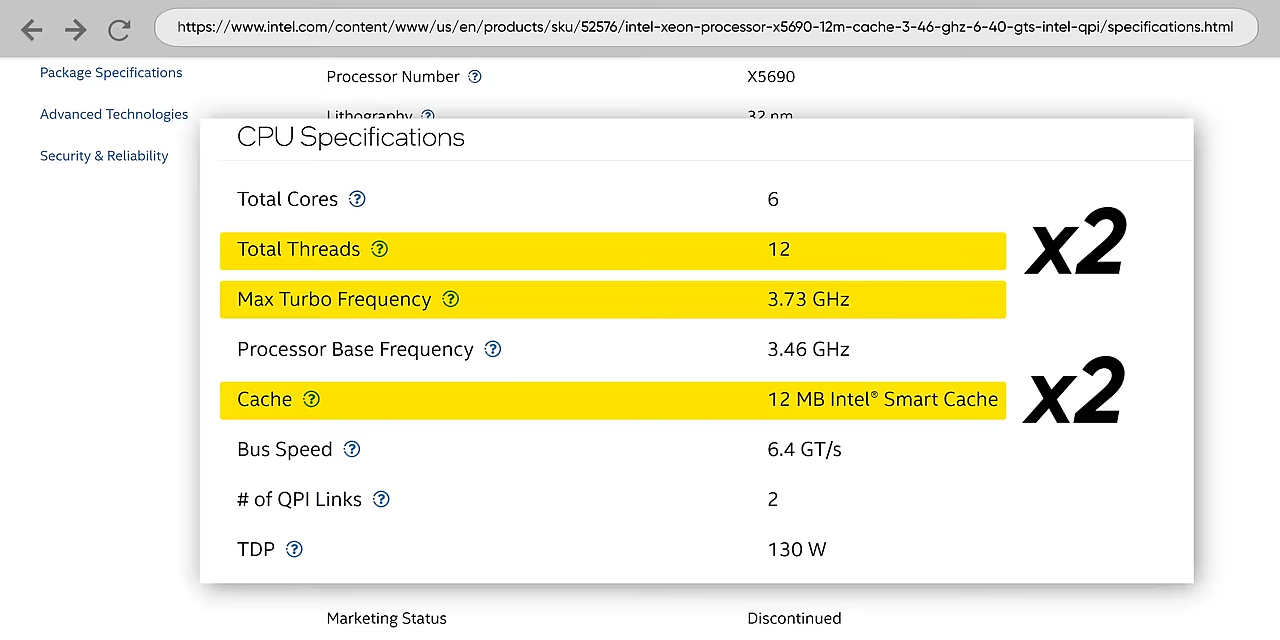 https://www.intel.com/content/www/us/en/products/sku/52576/intel-xeon-processor-x5690-12m-cache-3-46-ghz-6-40-gts-intel-qpi/specifications.html
Package Specifications
Advanced Technologies
Security & Reliability
Processor Number ? X5690
Lithography ? 32 nm
CPU Specifications
Total Cores ? 6
Total Threads ? 12 x2
Max Turbo Frequency ? 3.73 GHz
Processor Base Frequency ? 3.46 GHz
Cache ? 12 MB Intel® Smart Cache x2
Bus Speed ? 6.4 GT/s
# of QPI Links ? 2
TDP ? 130 W
Marketing Status Discontinued